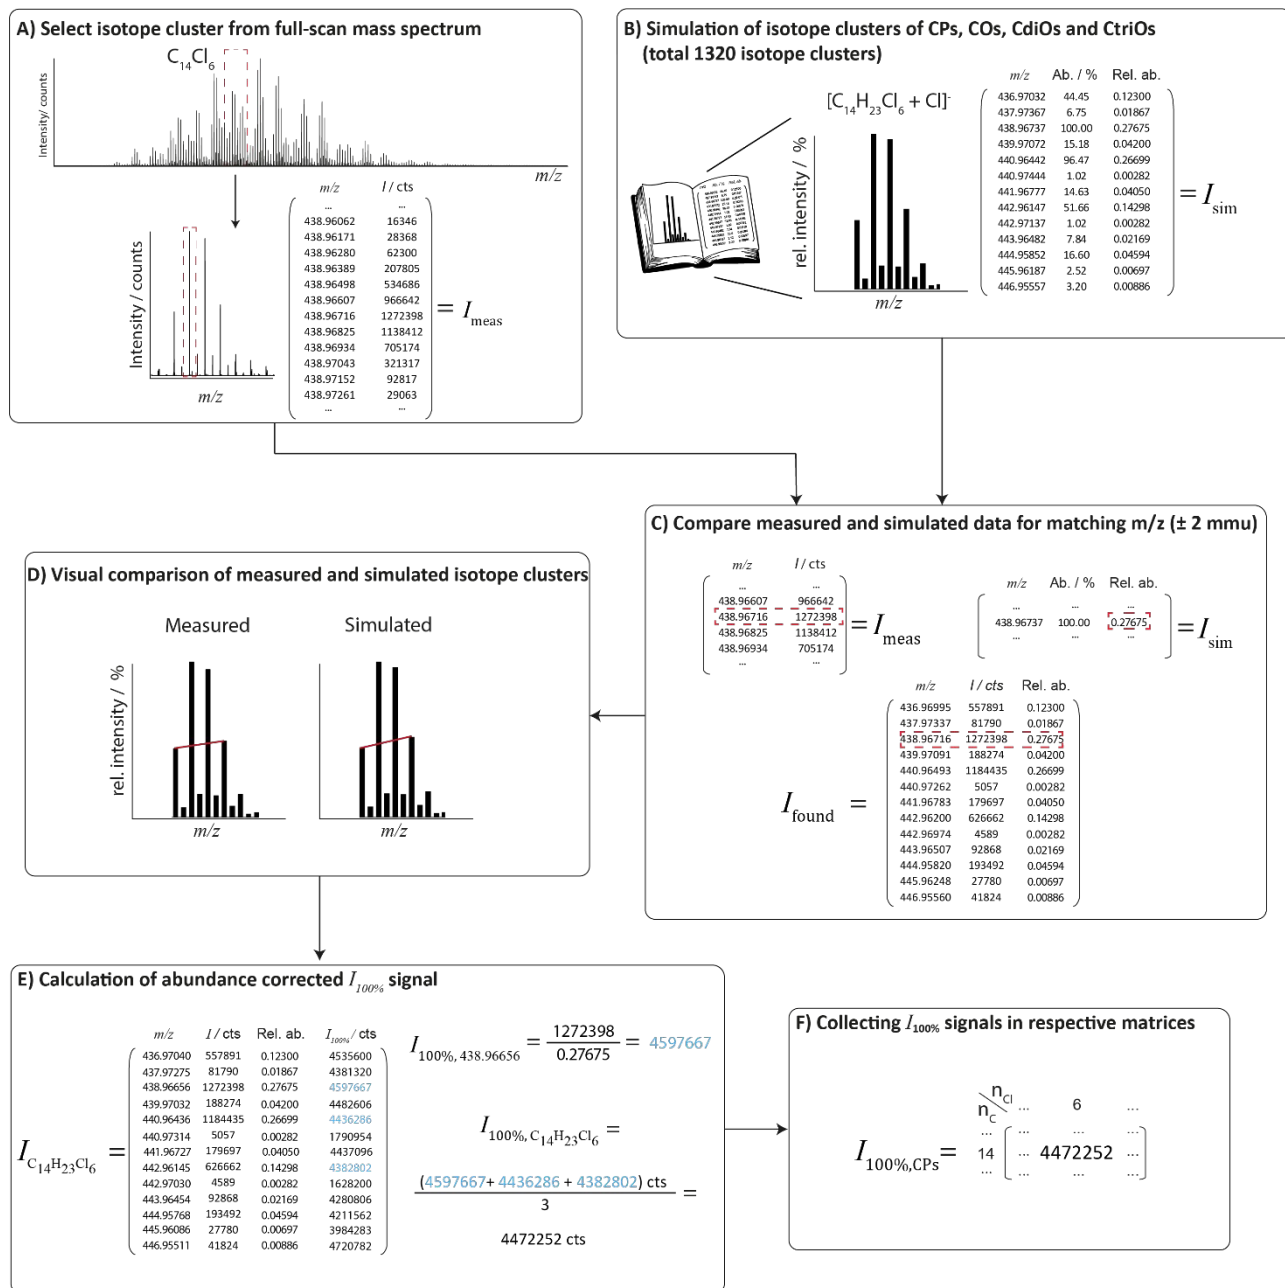 A) Select isotope cluster from full-scan mass spectrum
C14Cl6
Intensity/ counts
m/z
Intensity / counts
m/z
m/z I / cts
... ...
438.96062 16346
438.96171 28368
438.96280 62300
438.96389 207805
438.96498 534686
438.96607 966642
438.96716 1272398
438.96825 1138412
438.96934 705174
438.97043 321317
438.97152 92817
438.97261 29063
... ...
= Imeas
B) Simulation of isotope clusters of CPs, COs, CdiOs and CtriOs
(total 1320 isotope clusters)
[C14H23Cl6 + Cl]-
rel. intensity / %
m/z
m/z Ab. / % Rel. ab.
436.97032 44.45 0.12300
437.97367 6.75 0.01867
438.96737 100.00 0.27675
439.97072 15.18 0.04200
440.96442 96.47 0.26699
440.97444 1.02 0.00282
441.96777 14.63 0.04050
442.96147 51.66 0.14298
442.97137 1.02 0.00282
443.96482 7.84 0.02169
444.95852 16.60 0.04594
445.96187 2.52 0.00697
446.95557 3.20 0.00886
= Isim
C) Compare measured and simulated data for matching m/z (± 2 mmu)
m/z I / cts
... ...
438.96607 966642
438.96716 1272398
438.96825 1138412
438.96934 705174
... ...
= Imeas
m/z Ab. / % Rel. ab.
... ... ...
438.96737 100.00 0.27675
... ... ...
= Isim
Ifound =
m/z I / cts Rel. ab.
436.96995 557891 0.12300
437.97337 81790 0.01867
438.96716 1272398 0.27675
439.97091 188274 0.04200
440.96493 1184435 0.26699
440.97262 5057 0.00282
441.96783 179697 0.04050
442.96200 626662 0.14298
442.96974 4589 0.00282
443.96507 92868 0.02169
444.95820 193492 0.04594
445.96248 27780 0.00697
446.95560 41824 0.00886
D) Visual comparison of measured and simulated isotope clusters
Measured Simulated
rel. intensity / %
m/z m/z
E) Calculation of abundance corrected I100% signal
IC14H23Cl6 =
m/z I / cts Rel. ab. I100% / cts
436.97040 557891 0.12300 4535600
437.97275 81790 0.01867 4381320
438.96656 1272398 0.27675 4597667
439.97032 188274 0.04200 4482606
440.96436 1184435 0.26699 4436286
440.97314 5057 0.00282 1790954
441.96727 179697 0.04050 4437096
442.96145 626662 0.14298 4382802
442.97030 4589 0.00282 1628200
443.96454 92868 0.02169 4280806
444.95768 193492 0.04594 4211562
445.96086 27780 0.00697 3984283
446.95511 41824 0.00886 4720782
I100%, 438.96656 = 1272398 / 0.27675 = 4597667
I100%, C14H23Cl6 =
(4597667+ 4436286 + 4382802) cts
3
=
4472252 cts
F) Collecting I100% signals in respective matrices
nCl
nC ... 6 ...
... ... ... ...
I100%,CPs = 14 ... 4472252 ...
... ... ... ...